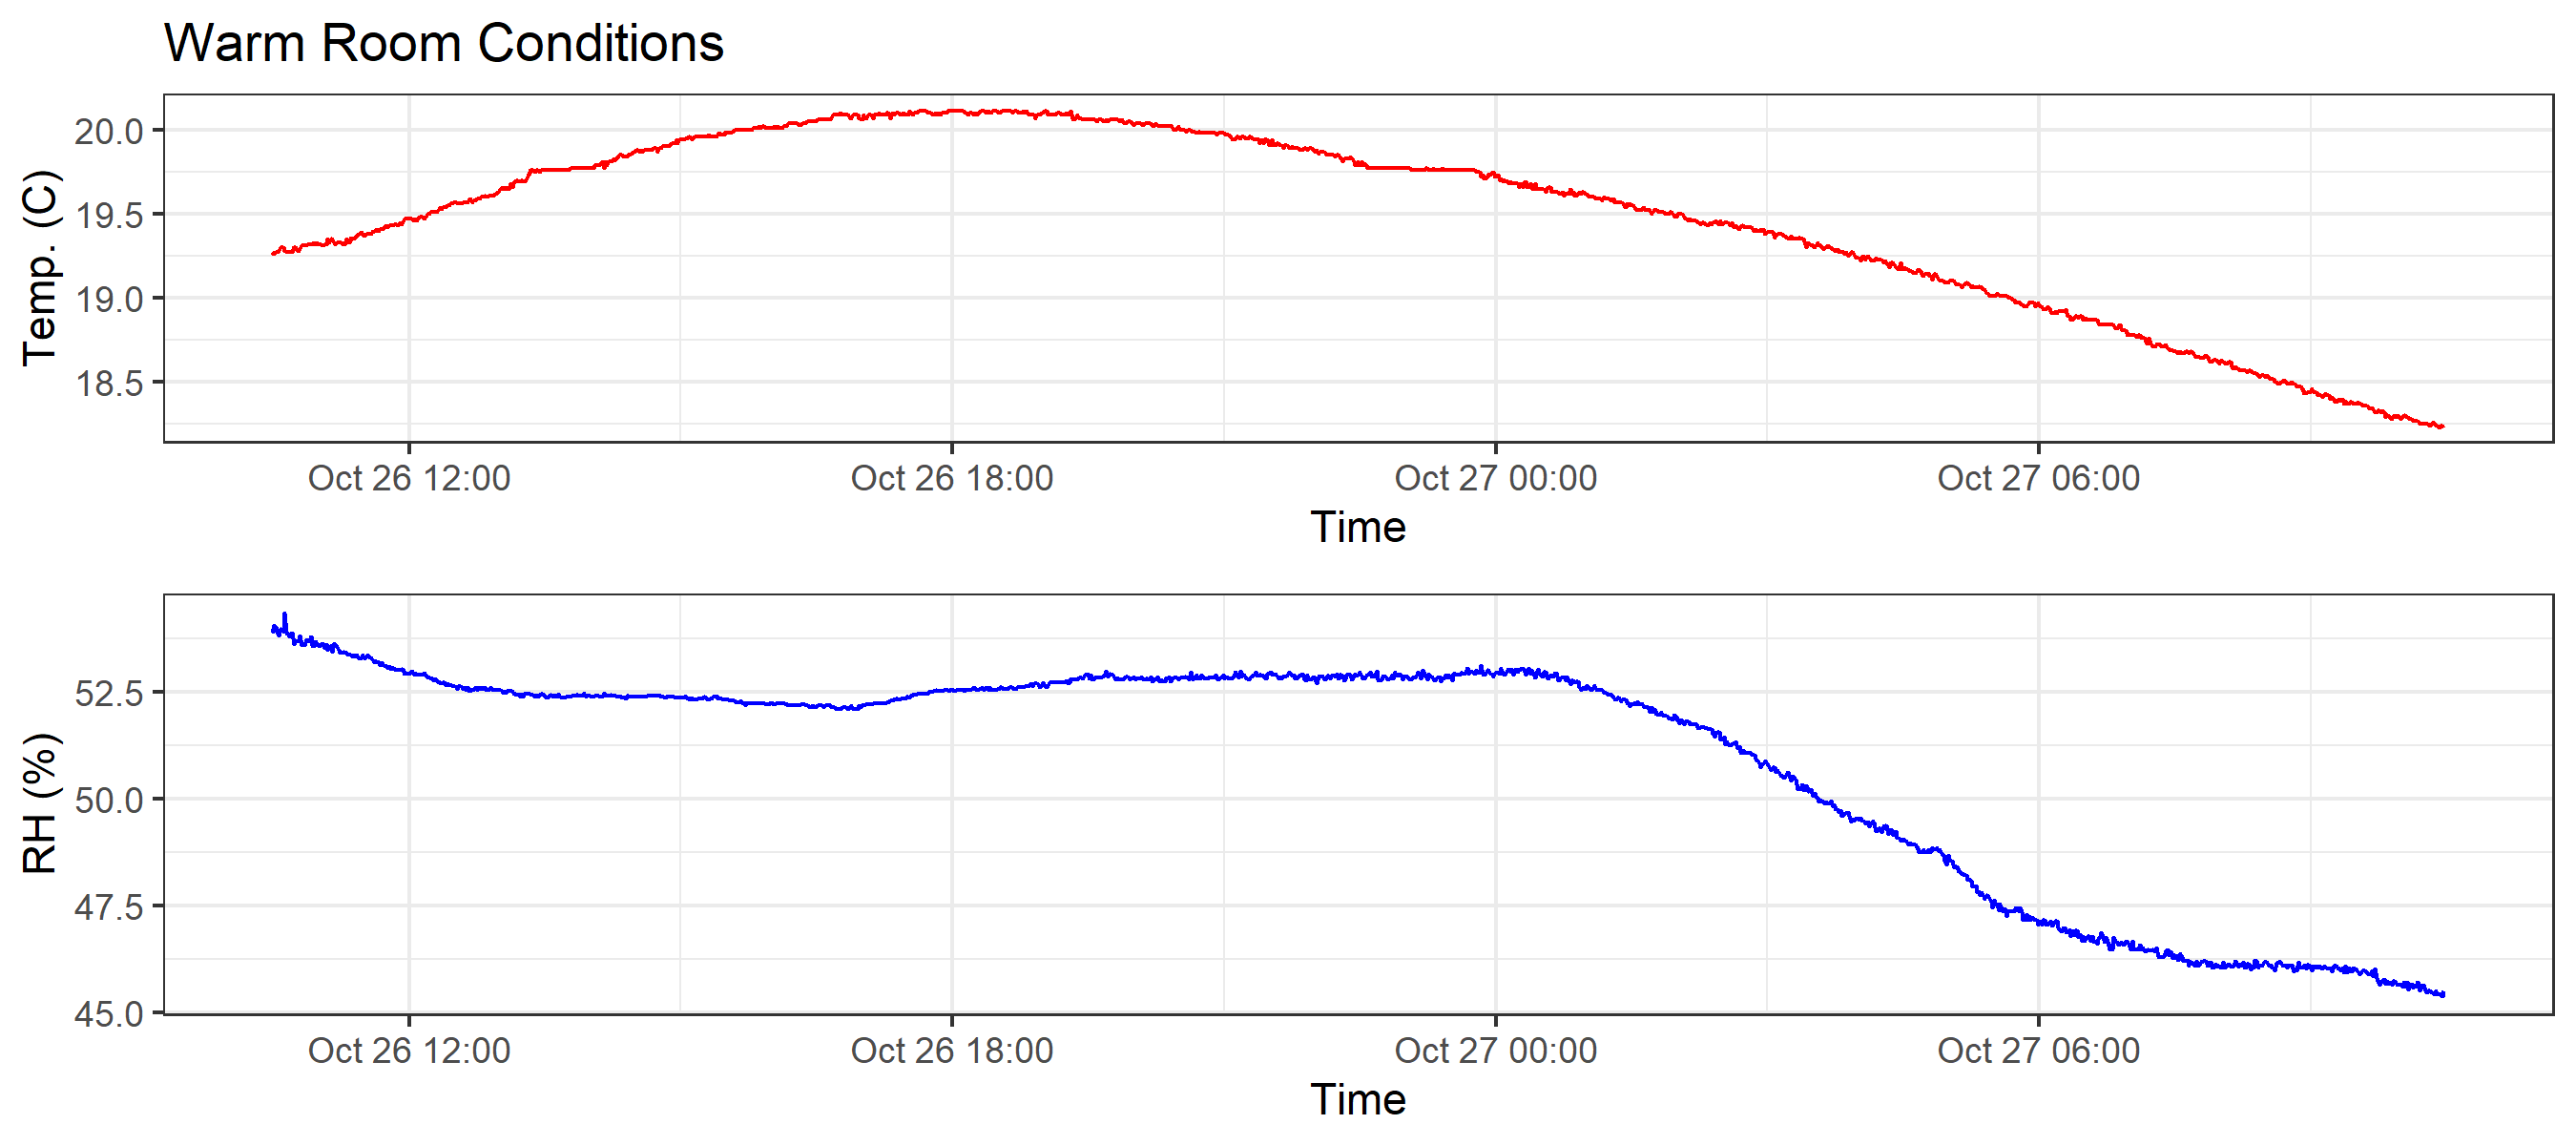 Warm Room Conditions
Temp. (C)
20.0
19.5
19.0
18.5
Oct 26 12:00 Oct 26 18:00 Oct 27 00:00 Oct 27 06:00
Time
RH (%)
52.5
50.0
47.5
45.0
Oct 26 12:00 Oct 26 18:00 Oct 27 00:00 Oct 27 06:00
Time